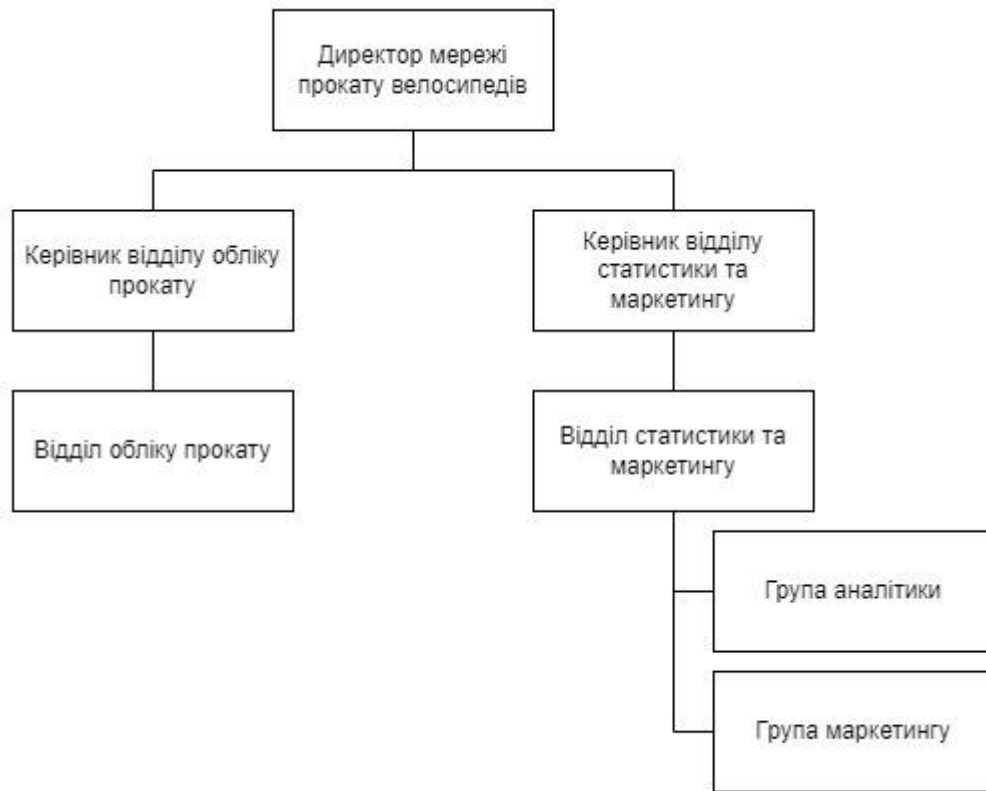 Директор мережі
прокату велосипедів
Керівник відділу обліку
прокату
Керівник відділу
статистики та
маркетингу
Відділ обліку прокату
Відділ статистики та
маркетингу
Група аналітики
Група маркетингу